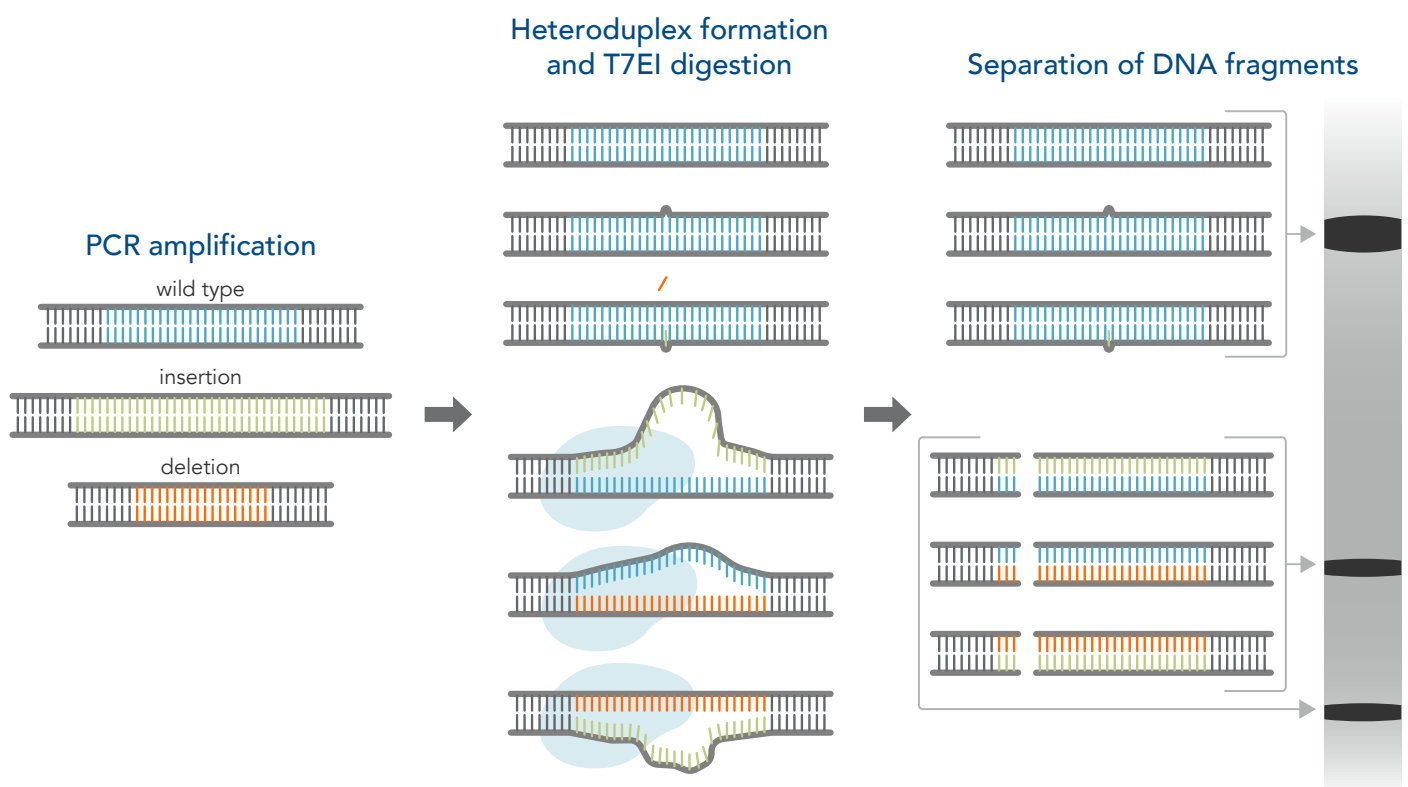 PCR amplification
wild type
insertion
deletion
Heteroduplex formation
and T7EI digestion
Separation of DNA fragments